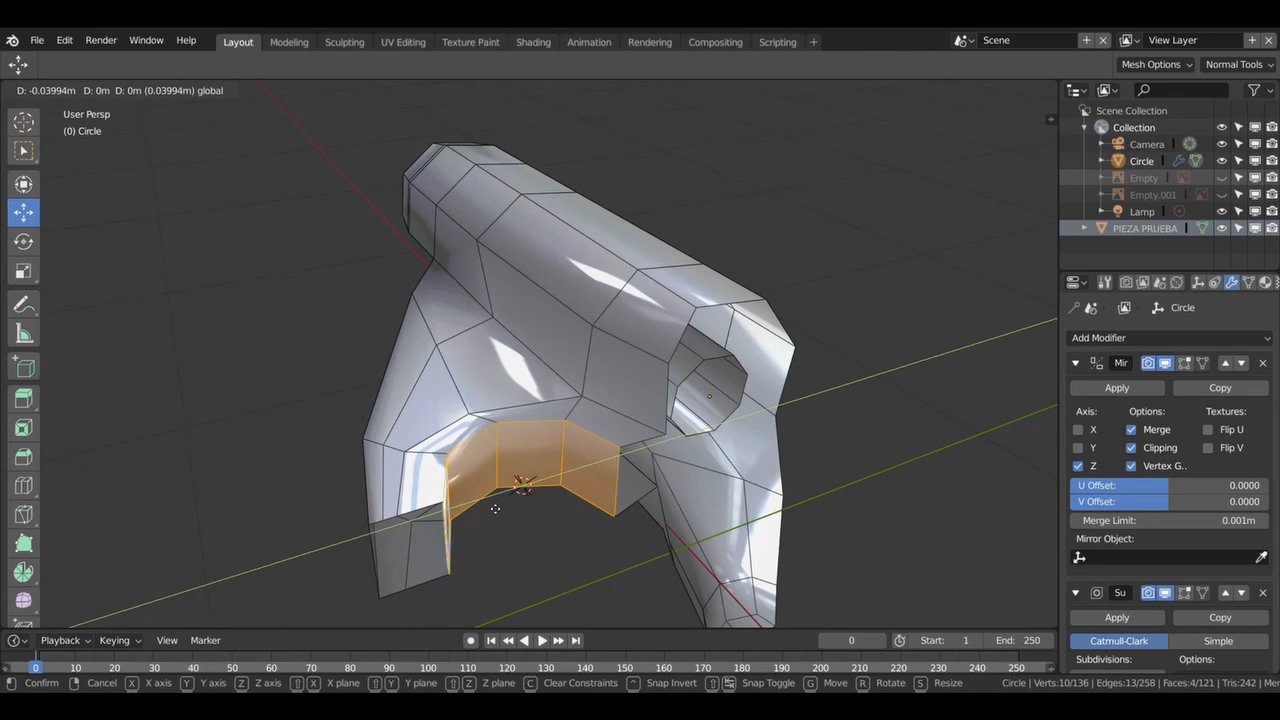 File Edit Render Window Help Layout Modeling Sculpting UV Editing Texture Paint Shading Animation Rendering Compositing Scripting + Scene View Layer
Mesh Options Normal Tools
D: -0.03994m D: 0m D: 0m (0.03994m) global
User Persp
(0) Circle
Scene Collection
Collection
Camera
Circle
Empty
Empty.001
Lamp
PIEZA PRUEBA
Circle
Add Modifier
Mir
Apply Copy
Axis: Options: Textures:
X Merge Flip U
Y Clipping Flip V
Z Vertex G..
U Offset: 0.0000
V Offset: 0.0000
Merge Limit: 0.001m
Mirror Object:
Su
Apply Copy
Catmull-Clark Simple
Subdivisions: Options:
Playback Keying View Marker 0 Start: 1 End: 250
0 10 20 30 40 50 60 70 80 90 100 110 120 130 140 150 160 170 180 190 200 210 220 230 240 250
Confirm Cancel X X axis Y Y axis Z Z axis X X plane Y Y plane Z Z plane C Clear Constraints Snap Invert Snap Toggle G Move R Rotate S Resize Circle | Verts:10/136 | Edges:13/258 | Faces:4/121 | Tris:242 | Mer